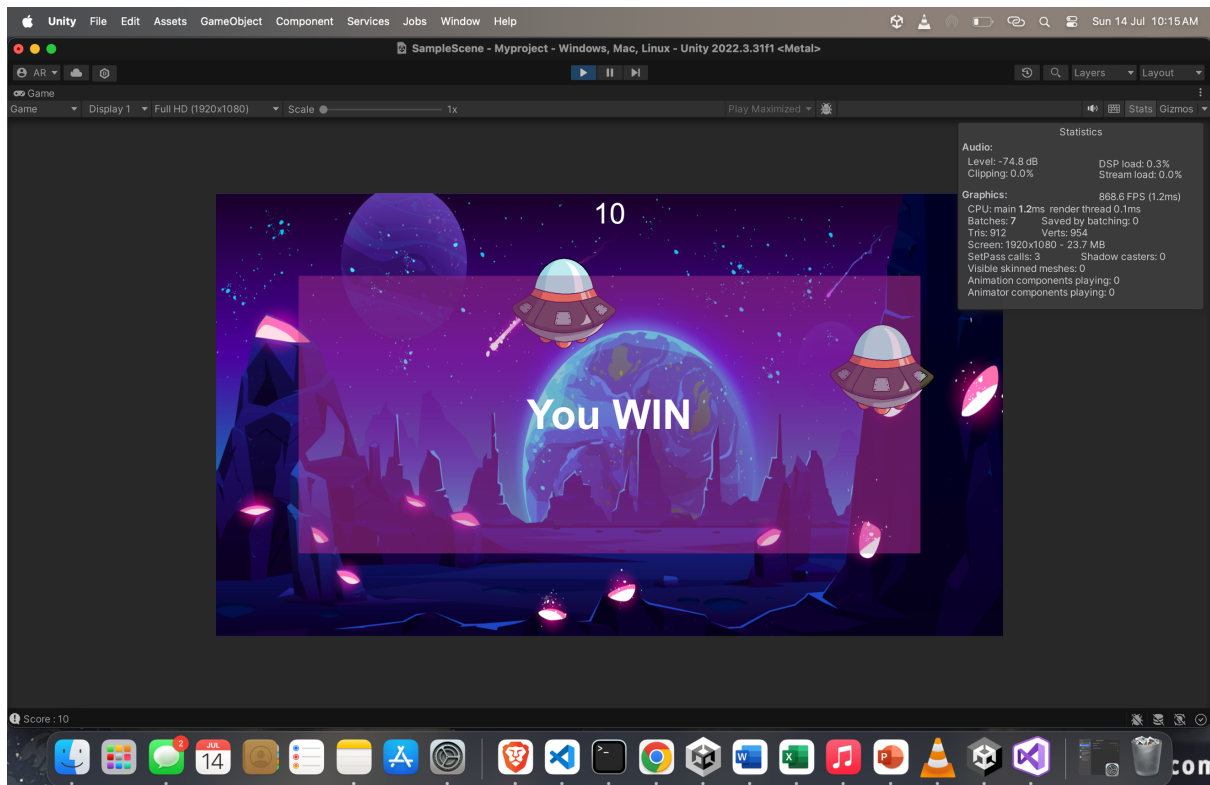 Unity File Edit Assets GameObject Component Services Jobs Window Help Sun 14 Jul 10:15 AM
SampleScene - Myproject - Windows, Mac, Linux - Unity 2022.3.31f1 <Metal>
AR Layers Layout
Game
Game Display 1 Full HD (1920x1080) Scale 1x Play Maximized Stats Gizmos
Statistics
Audio:
Level: -74.8 dB DSP load: 0.3%
Clipping: 0.0% Stream load: 0.0%
Graphics: 868.6 FPS (1.2ms)
CPU: main 1.2ms render thread 0.1ms
Batches: 7 Saved by batching: 0
Tris: 912 Verts: 954
Screen: 1920x1080 - 23.7 MB
SetPass calls: 3 Shadow casters: 0
Visible skinned meshes: 0
Animation components playing: 0
Animator components playing: 0
10
You WIN
Score : 10
2
JUL
14
W
X
P
com